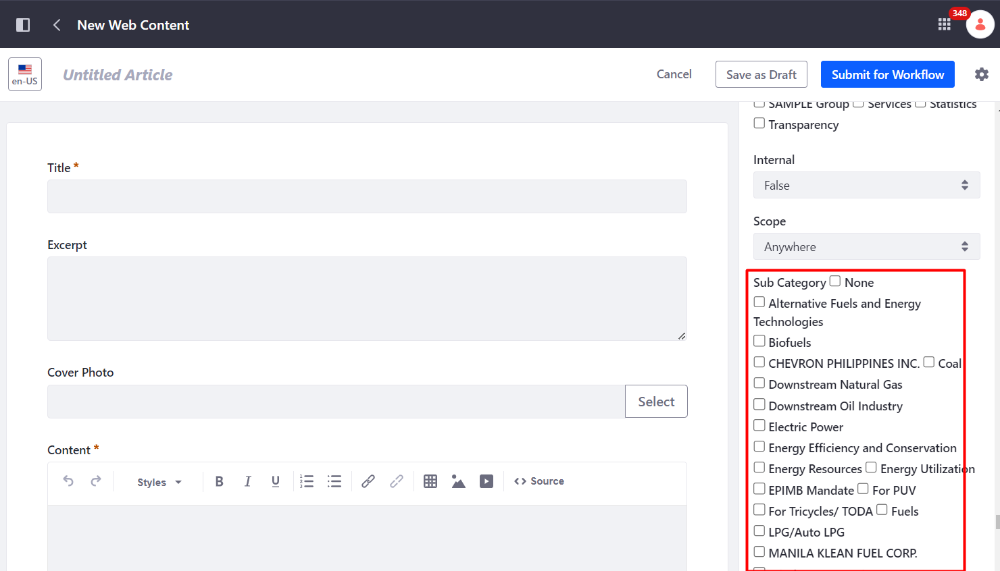 New Web Content
348
en-US
Untitled Article
Cancel
Save as Draft
Submit for Workflow
Title *
Excerpt
Cover Photo
Select
Content *
Styles
B I U
Source
SAMPLE Group Services Statistics
Transparency
Internal
False
Scope
Anywhere
Sub Category None
Alternative Fuels and Energy
Technologies
Biofuels
CHEVRON PHILIPPINES INC. Coal
Downstream Natural Gas
Downstream Oil Industry
Electric Power
Energy Efficiency and Conservation
Energy Resources Energy Utilization
EPIMB Mandate For PUV
For Tricycles/ TODA Fuels
LPG/Auto LPG
MANILA KLEAN FUEL CORP.